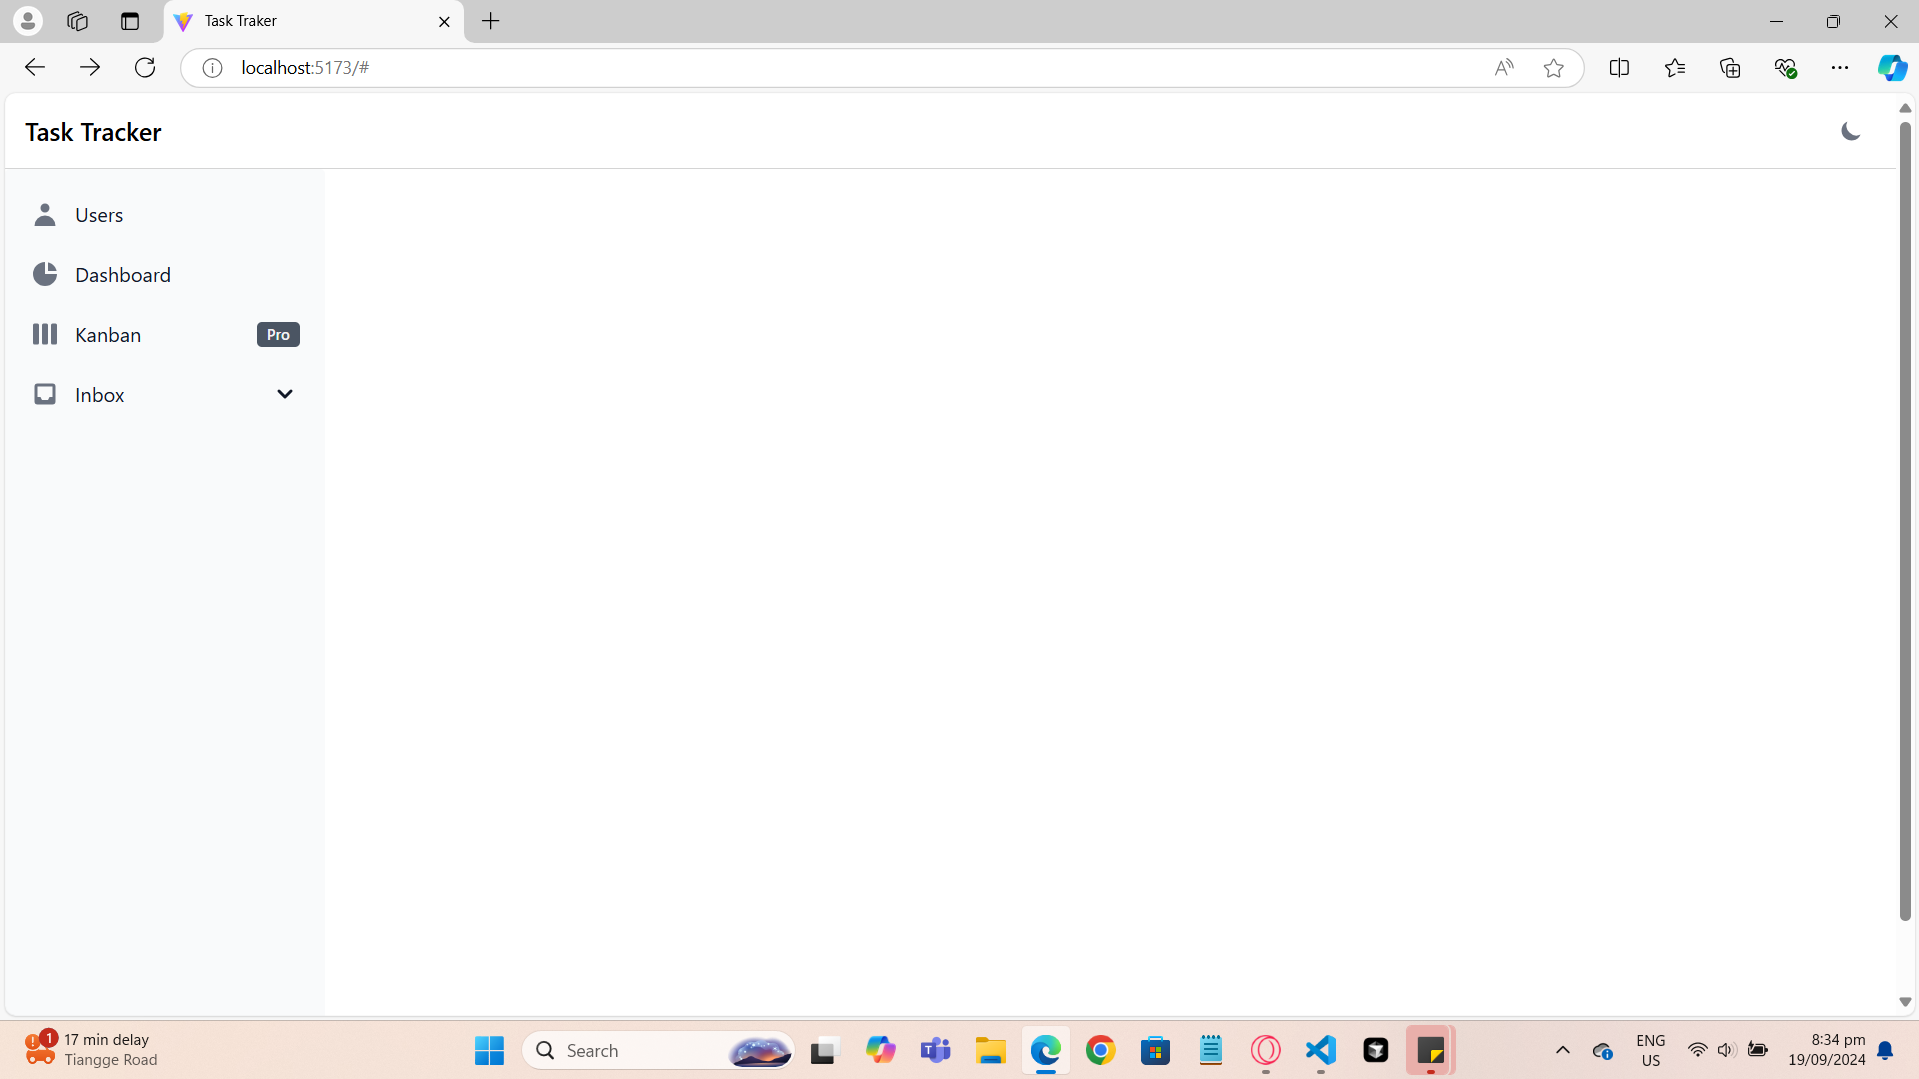 Task Traker
localhost:5173/#
Task Tracker
Users
Dashboard
Kanban
Pro
Inbox
1
17 min delay
Tiangge Road
Search
ENG
US
8:34 pm
19/09/2024